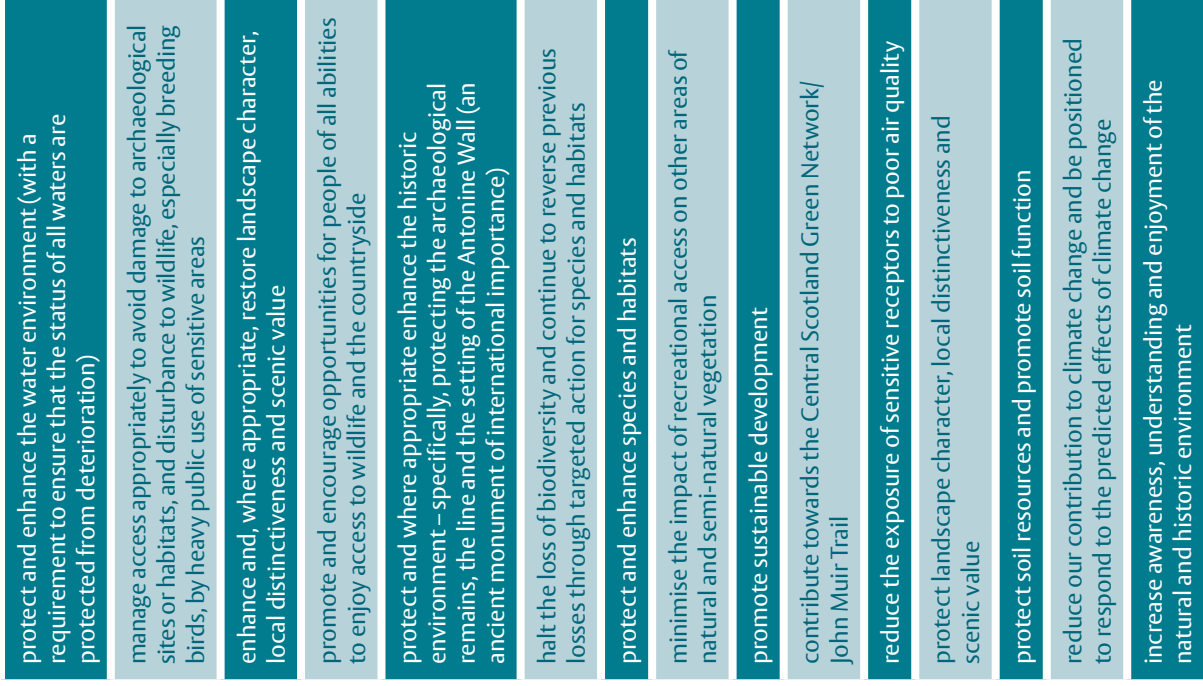 protect and enhance the water environment (with a
requirement to ensure that the status of all waters are
protected from deterioration)
manage access appropriately to avoid damage to archaeological
sites or habitats, and disturbance to wildlife, especially breeding
birds, by heavy public use of sensitive areas
enhance and, where appropriate, restore landscape character,
local distinctiveness and scenic value
promote and encourage opportunities for people of all abilities
to enjoy access to wildlife and the countryside
protect and where appropriate enhance the historic
environment – specifically, protecting the archaeological
remains, the line and the setting of the Antonine Wall (an
ancient monument of international importance)
halt the loss of biodiversity and continue to reverse previous
losses through targeted action for species and habitats
protect and enhance species and habitats
minimise the impact of recreational access on other areas of
natural and semi-natural vegetation
promote sustainable development
contribute towards the Central Scotland Green Network/
John Muir Trail
reduce the exposure of sensitive receptors to poor air quality
protect landscape character, local distinctiveness and
scenic value
protect soil resources and promote soil function
reduce our contribution to climate change and be positioned
to respond to the predicted effects of climate change
increase awareness, understanding and enjoyment of the
natural and historic environment